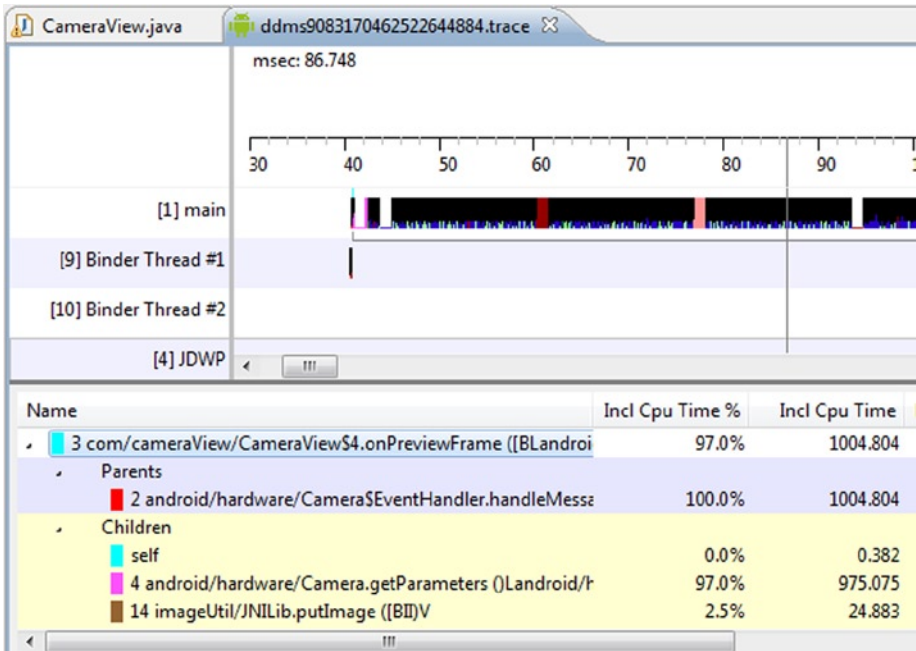 CameraView.java ddms9083170462522644884.trace
msec: 86.748
30 40 50 60 70 80 90
[1] main
[9] Binder Thread #1
[10] Binder Thread #2
[4] JDWP
Name Incl Cpu Time % Incl Cpu Time
3 com/cameraView/CameraView$4.onPreviewFrame ([BLandroi 97.0% 1004.804
Parents
2 android/hardware/Camera$EventHandler.handleMessa 100.0% 1004.804
Children
self 0.0% 0.382
4 android/hardware/Camera.getParameters ()Landroid/h 97.0% 975.075
14 imageUtil/JNILib.putImage ([BII)V 2.5% 24.883